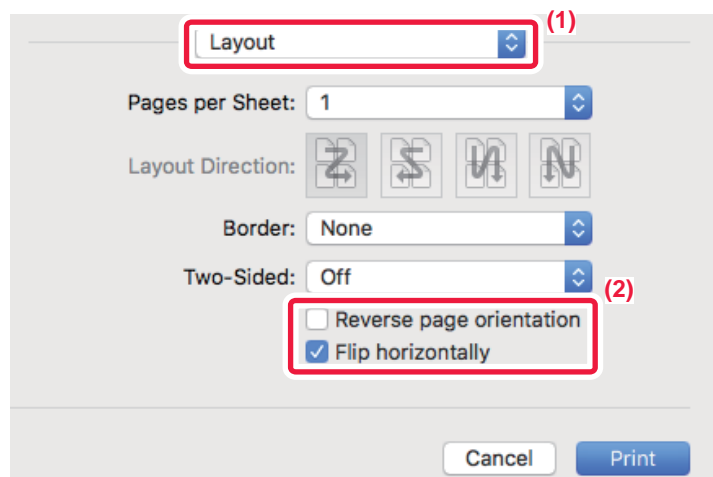 (1)
Layout
Pages per Sheet: 1
Layout Direction:
Border: None
Two-Sided: Off
(2)
Reverse page orientation
Flip horizontally
Cancel Print